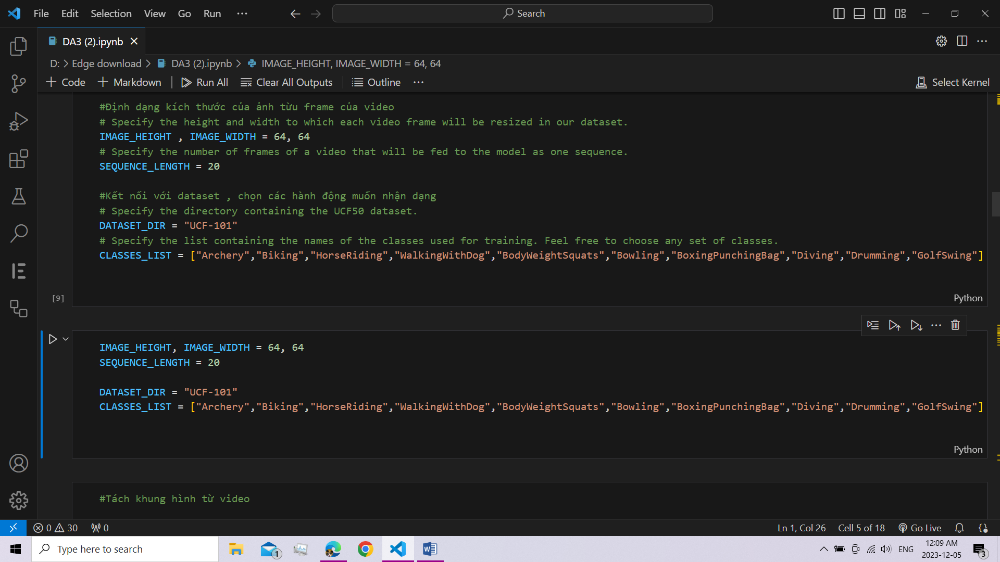 File Edit Selection View Go Run ··· Search
DA3 (2).ipynb
D: > Edge download > DA3 (2).ipynb > IMAGE_HEIGHT, IMAGE_WIDTH = 64, 64
+ Code + Markdown Run All Clear All Outputs Outline ··· Select Kernel
#Định dạng kích thước của ảnh từu frame của video
# Specify the height and width to which each video frame will be resized in our dataset.
IMAGE_HEIGHT , IMAGE_WIDTH = 64, 64
# Specify the number of frames of a video that will be fed to the model as one sequence.
SEQUENCE_LENGTH = 20
#Kết nối với dataset , chọn các hành động muốn nhận dạng
# Specify the directory containing the UCF50 dataset.
DATASET_DIR = "UCF-101"
# Specify the list containing the names of the classes used for training. Feel free to choose any set of classes.
CLASSES_LIST = ["Archery","Biking","HorseRiding","WalkingWithDog","BodyWeightSquats","Bowling","BoxingPunchingBag","Diving","Drumming","GolfSwing"]
[9] Python
IMAGE_HEIGHT, IMAGE_WIDTH = 64, 64
SEQUENCE_LENGTH = 20
DATASET_DIR = "UCF-101"
CLASSES_LIST = ["Archery","Biking","HorseRiding","WalkingWithDog","BodyWeightSquats","Bowling","BoxingPunchingBag","Diving","Drumming","GolfSwing"]
Python
#Tách khung hình từ video
0 30 0 Ln 1, Col 26 Cell 5 of 18 Go Live
Type here to search 1 ENG 12:09 AM
2023-12-05 3